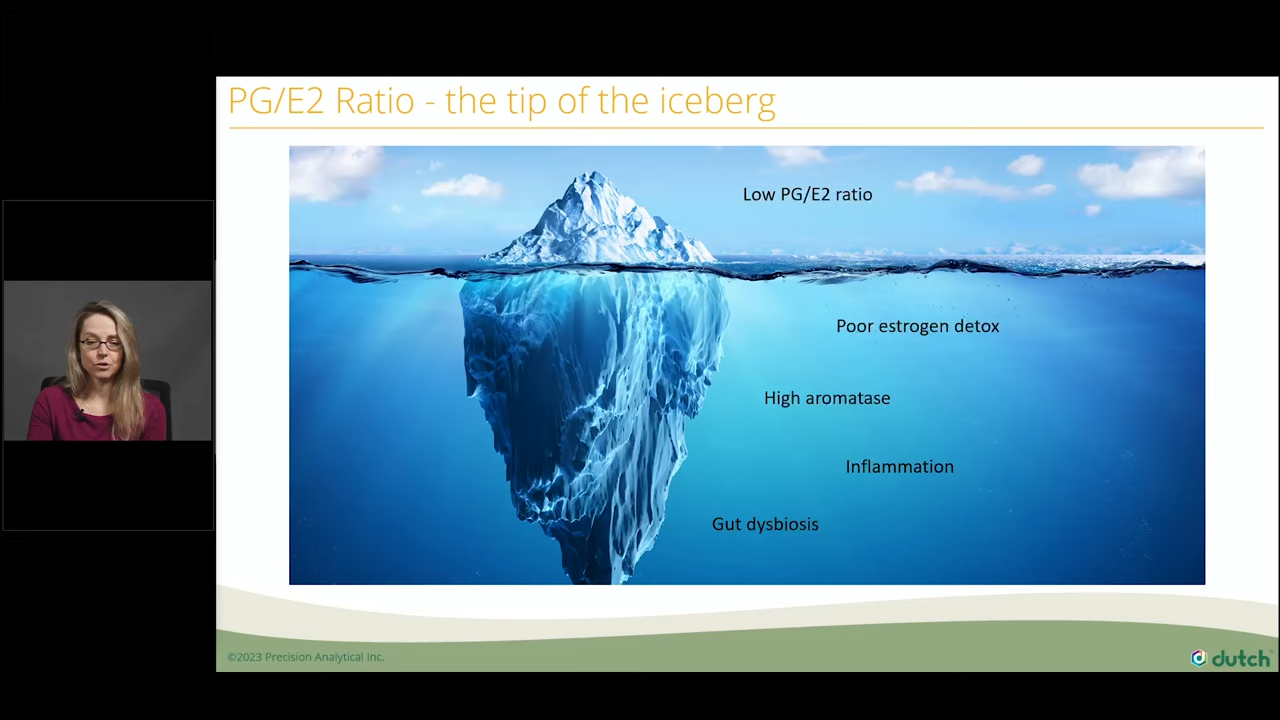 PG/E2 Ratio - the tip of the iceberg
Low PG/E2 ratio
Poor estrogen detox
High aromatase
Inflammation
Gut dysbiosis
©2023 Precision Analytical Inc.
dutch